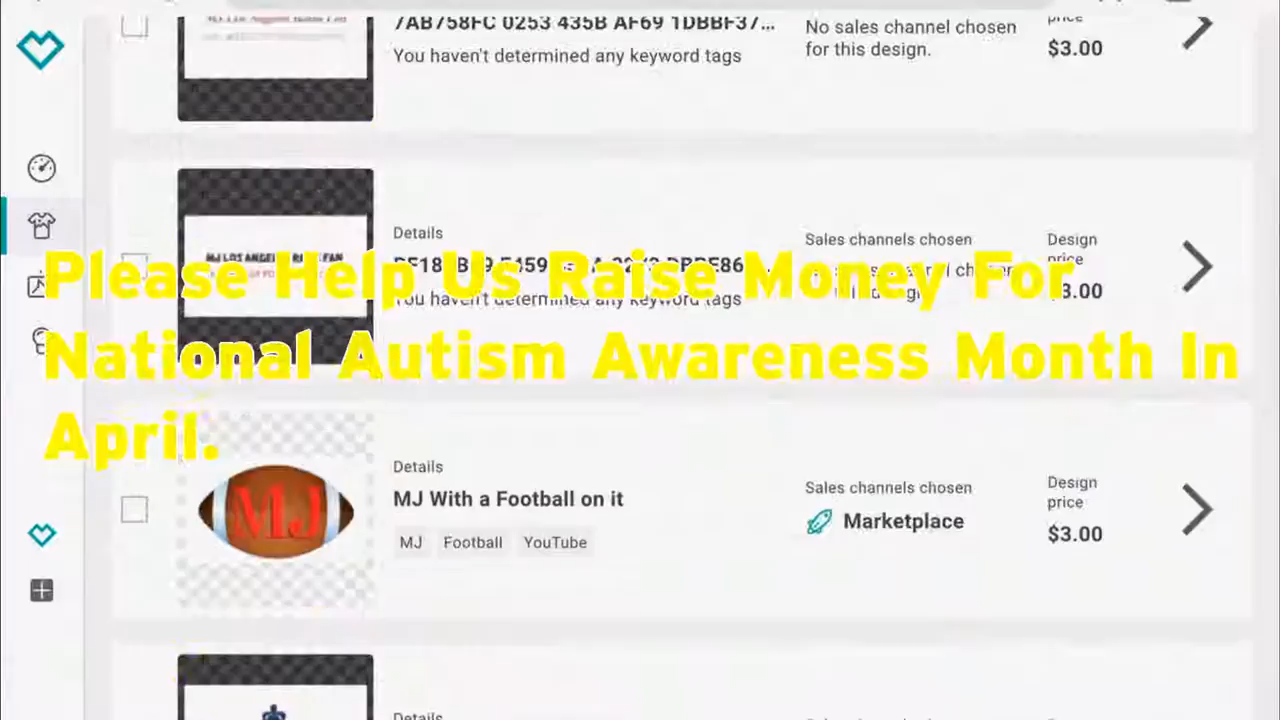 7AB758FC 0253 435B AF69 1DBBF37...
You haven't determined any keyword tags
No sales channel chosen
for this design.
price
$3.00
Details
Sales channels chosen
Design
price
$3.00
You haven't determined any keyword tags
Please Help Us Raise Money For
National Autism Awareness Month In
April.
Details
MJ With a Football on it
MJ Football YouTube
MJ
Sales channels chosen
Marketplace
Design
price
$3.00
Details